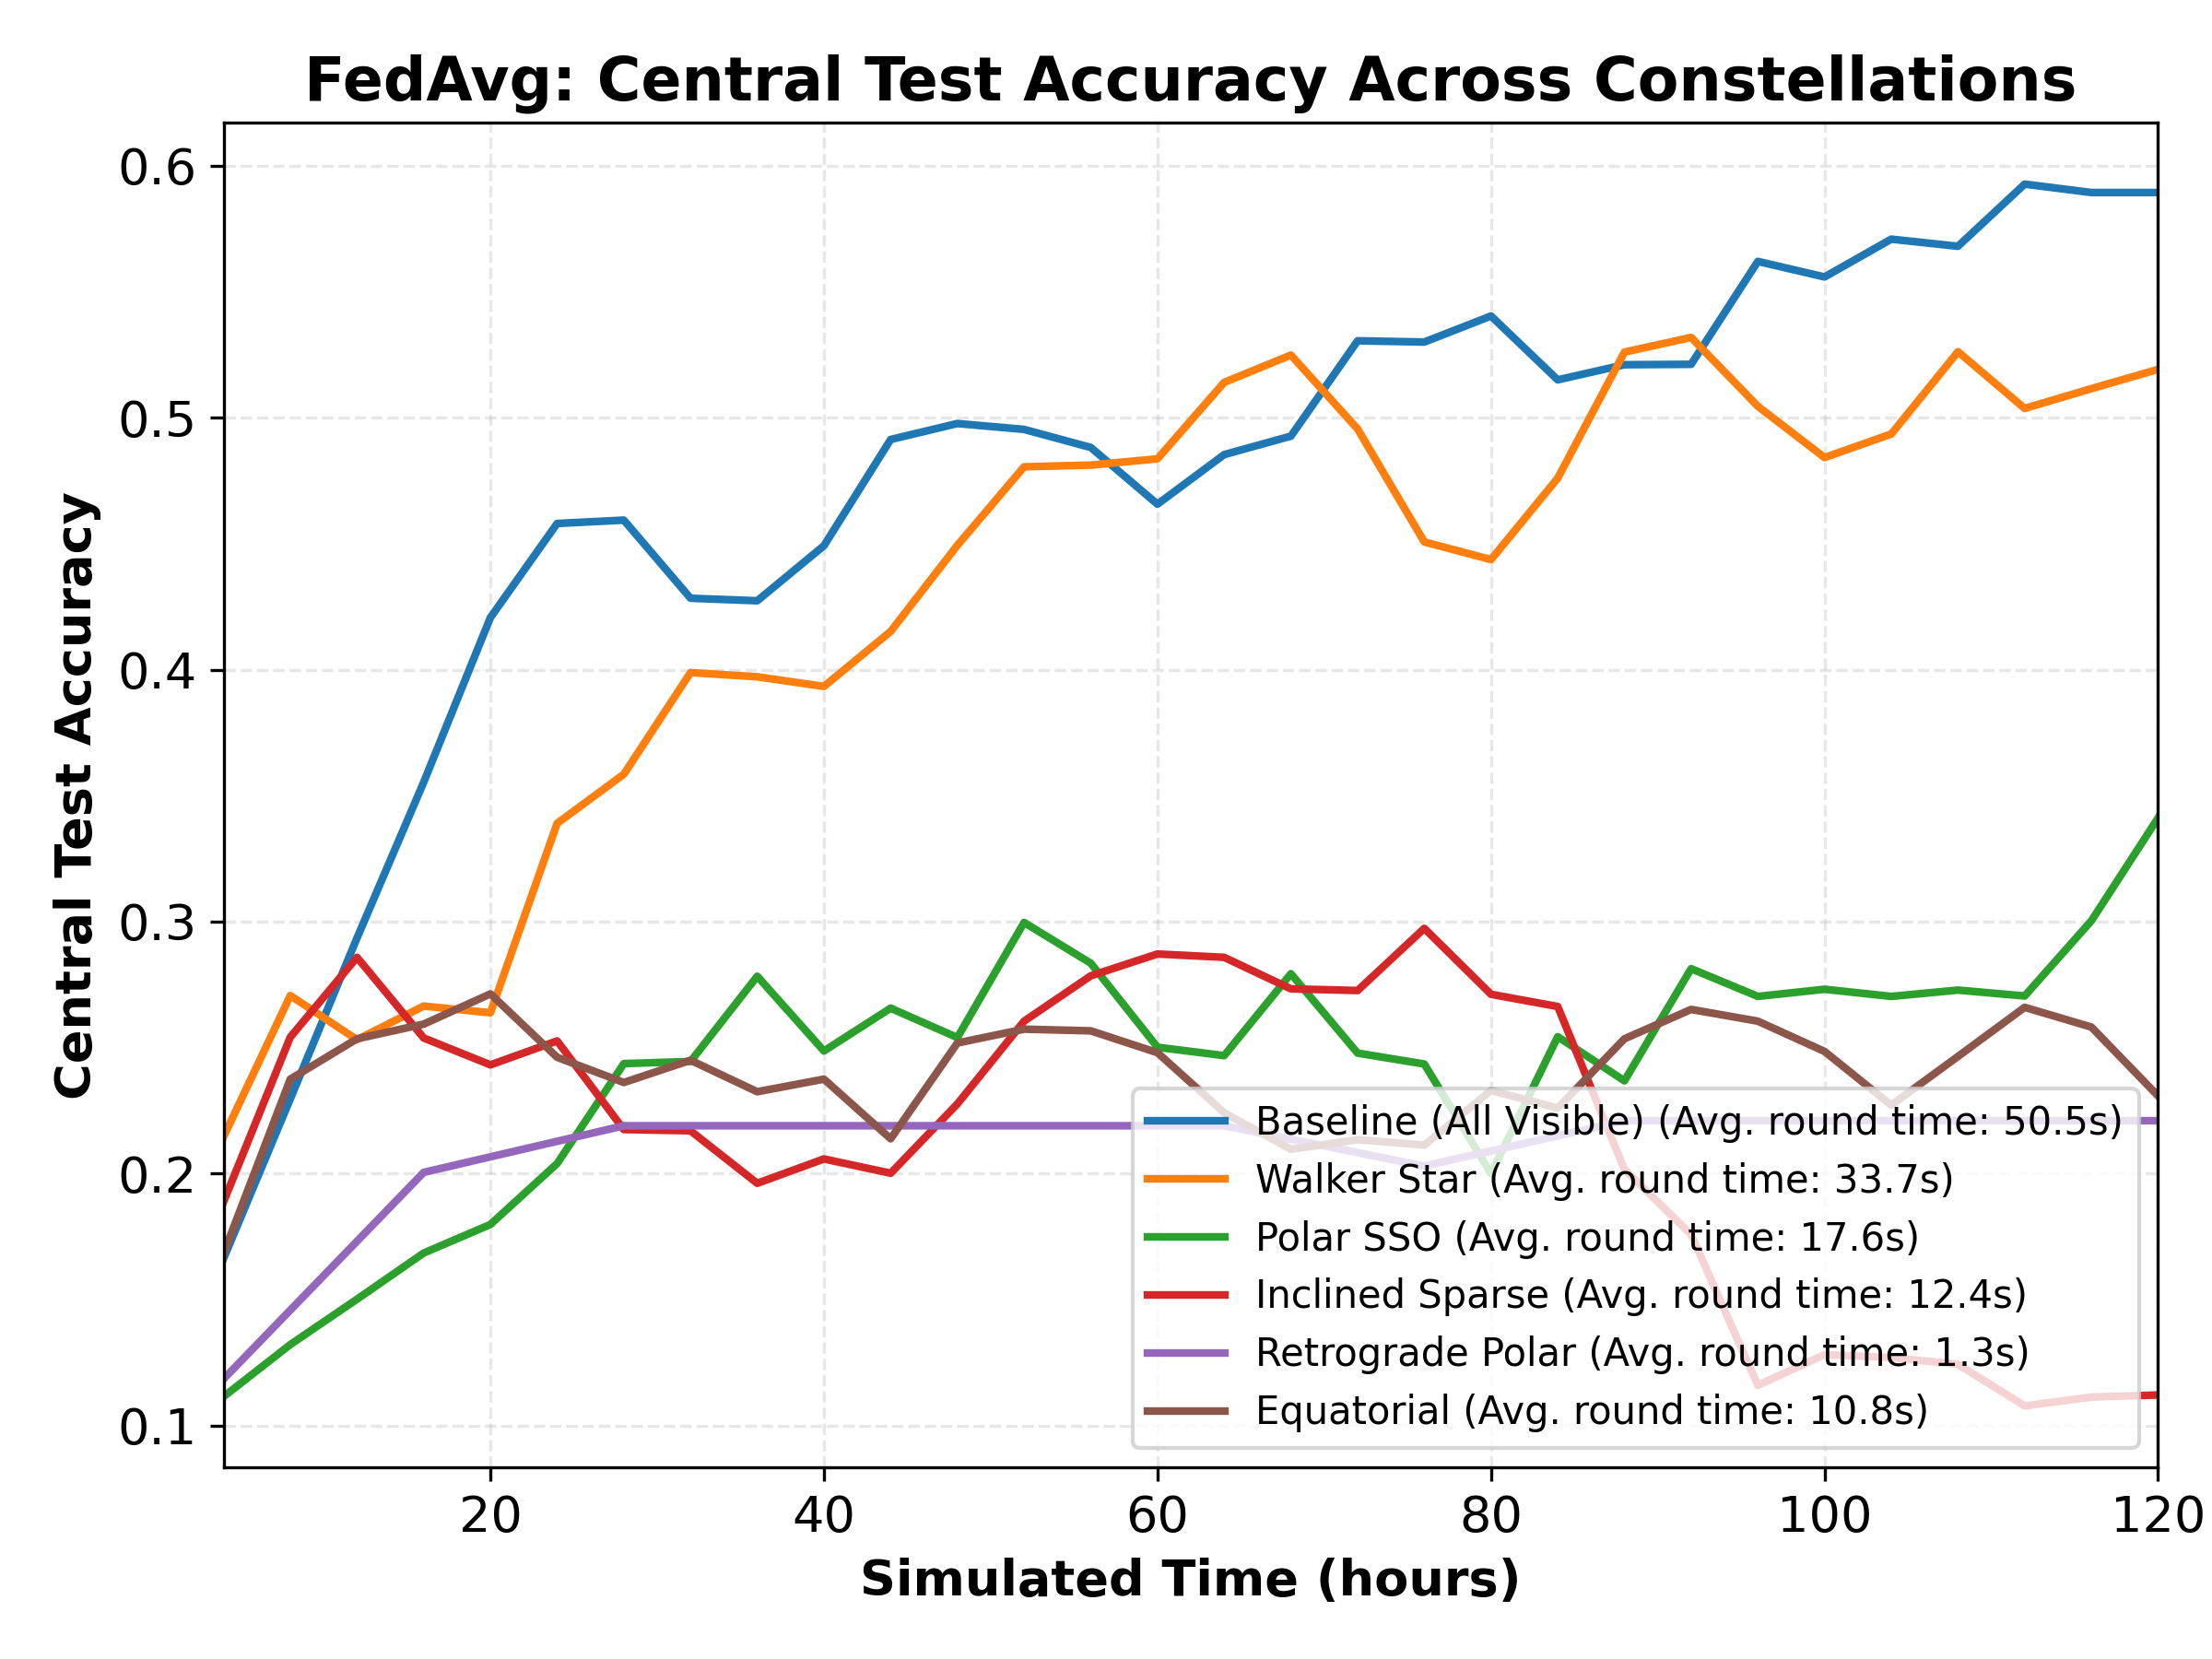 FedAvg: Central Test Accuracy Across Constellations
Central Test Accuracy
0.6
0.5
0.4
0.3
0.2
0.1
Baseline (All Visible) (Avg. round time: 50.5s)
Walker Star (Avg. round time: 33.7s)
Polar SSO (Avg. round time: 17.6s)
Inclined Sparse (Avg. round time: 12.4s)
Retrograde Polar (Avg. round time: 1.3s)
Equatorial (Avg. round time: 10.8s)
20 40 60 80 100 120
Simulated Time (hours)